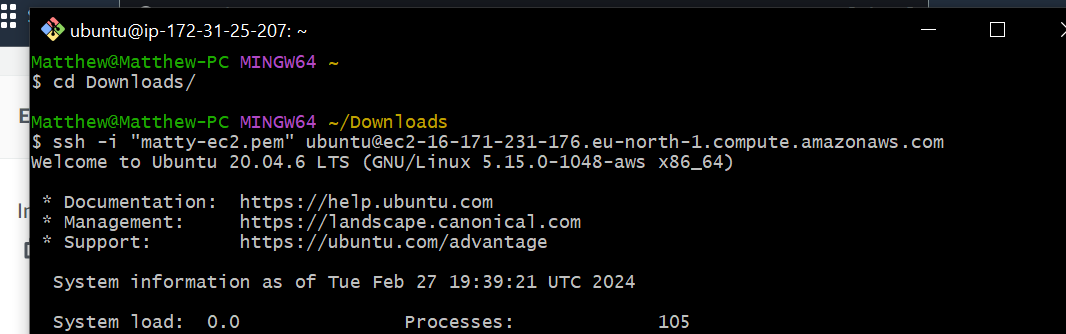 ubuntu@ip-172-31-25-207: ~
Matthew@Matthew-PC MINGW64 ~
$ cd Downloads/
Matthew@Matthew-PC MINGW64 ~/Downloads
$ ssh -i "matty-ec2.pem" ubuntu@ec2-16-171-231-176.eu-north-1.compute.amazonaws.com
Welcome to Ubuntu 20.04.6 LTS (GNU/Linux 5.15.0-1048-aws x86_64)
* Documentation:  https://help.ubuntu.com
* Management:     https://landscape.canonical.com
* Support:        https://ubuntu.com/advantage
System information as of Tue Feb 27 19:39:21 UTC 2024
System load:  0.0               Processes:             105